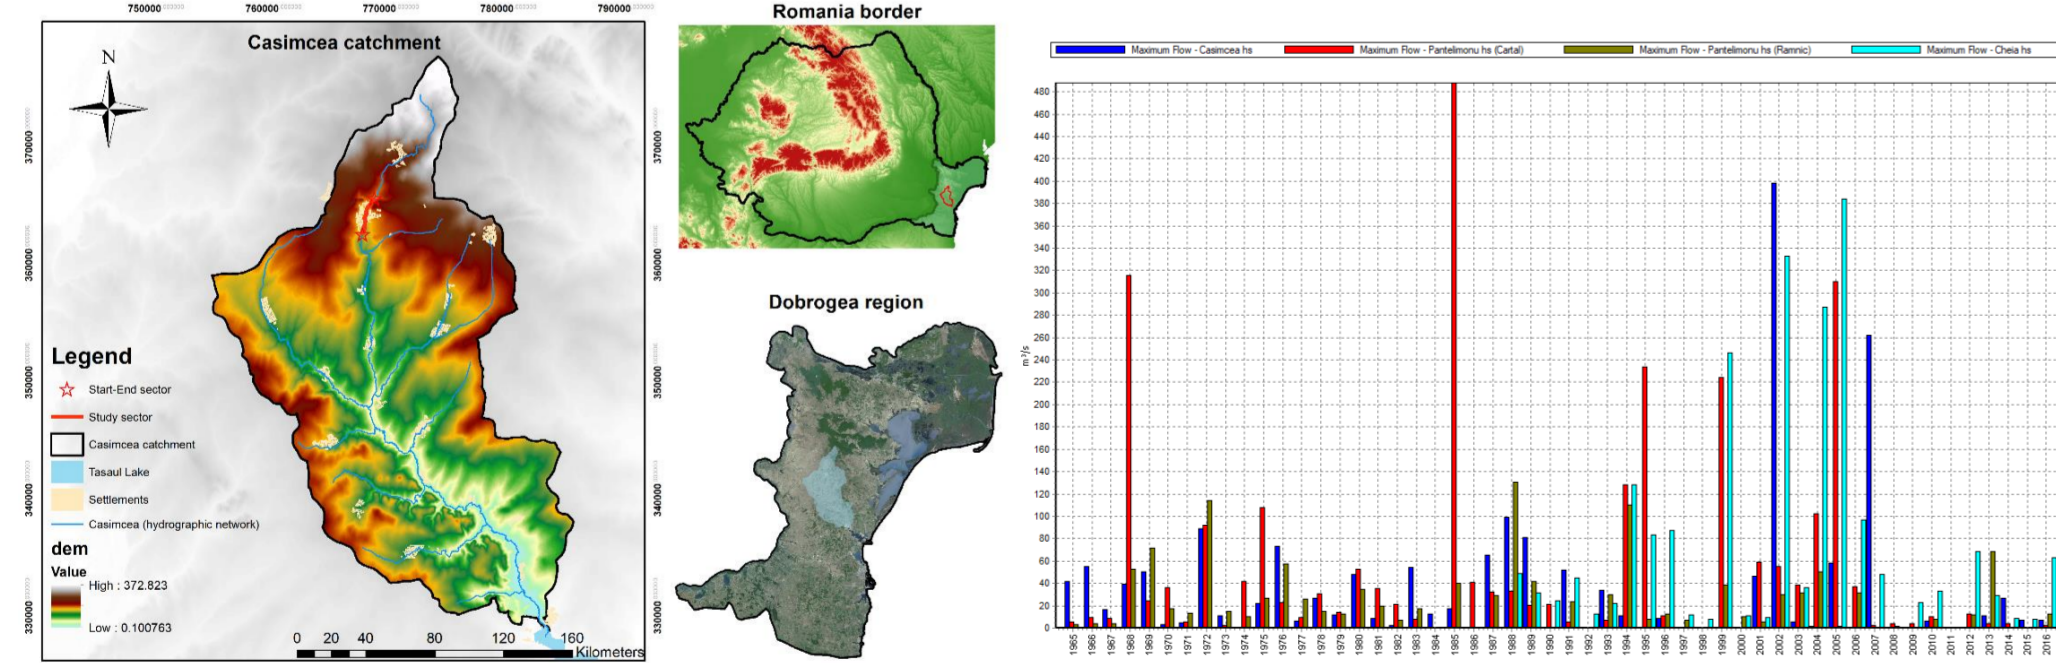 750000 760000 770000 780000 790000
Casimcea catchment
N
370000
360000
350000
340000
330000
370000
360000
350000
340000
330000
Legend
Start-End sector
Study sector
Casimcea catchment
Tasaul Lake
Settlements
Casimcea (hydrographic network)
dem
Value
High : 372.823
Low : 0.100763
0 20 40 80 120 160
Kilometers
Romania border
Dobrogea region
Maximum Flow - Casimcea hs
Maximum Flow - Pantelimonu hs (Cartal)
Maximum Flow - Pantelimonu hs (Ramnic)
Maximum Flow - Cheia hs
m³/s
480
460
440
420
400
380
360
340
320
300
280
260
240
220
200
180
160
140
120
100
80
60
40
20
0
1965 1966 1967 1968 1969 1970 1971 1972 1973 1974 1975 1976 1977 1978 1979 1980 1981 1982 1983 1984 1985 1986 1987 1988 1989 1990 1991 1992 1993 1994 1995 1996 1997 1998 1999 2000 2001 2002 2003 2004 2005 2006 2007 2008 2009 2010 2011 2012 2013 2014 2015 2016